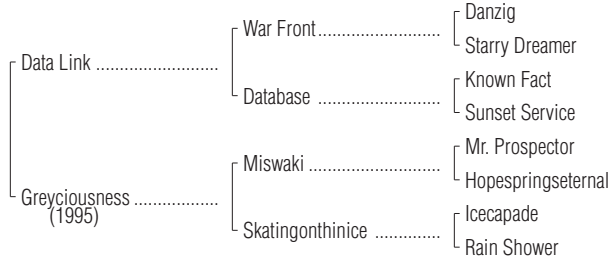 Danzig
War Front
Starry Dreamer
Data Link
Known Fact
Database
Sunset Service
Mr. Prospector
Miswaki
Hopespringseternal
Greyciousness
(1995)
Icecapade
Skatingonthinice
Rain Shower